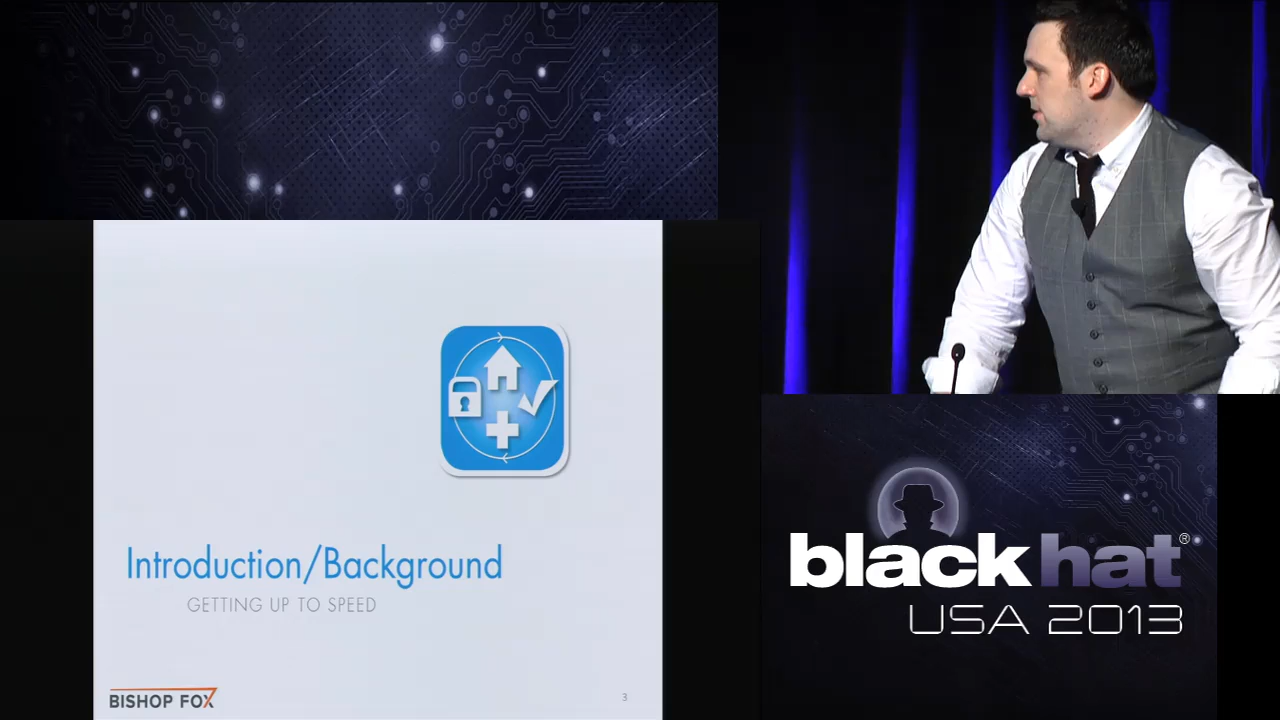 Introduction/Background
GETTING UP TO SPEED
BISHOP FOX
3
black hat®
USA 2013